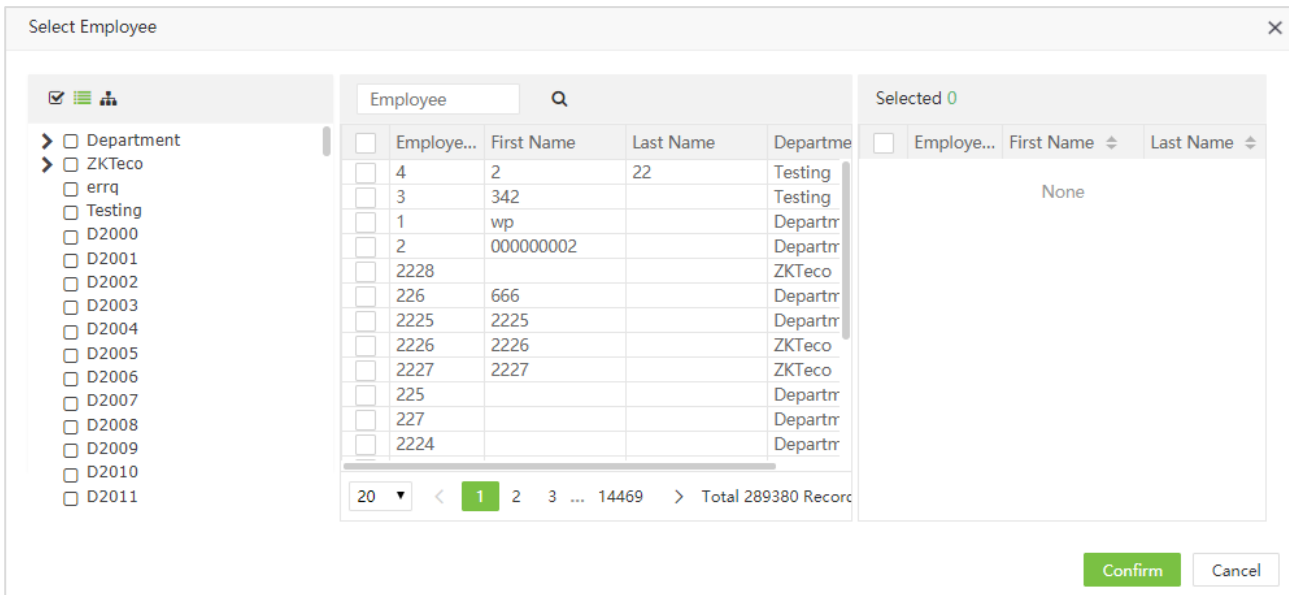 Select Employee
Department
ZKTeco
errq
Testing
D2000
D2001
D2002
D2003
D2004
D2005
D2006
D2007
D2008
D2009
D2010
D2011
Employee
Employe... First Name Last Name Departme
4 2 22 Testing
3 342 Testing
1 wp Departm
2 000000002 Departm
2228 ZKTeco
226 666 Departm
2225 2225 Departm
2226 2226 ZKTeco
2227 2227 ZKTeco
225 Departm
227 Departm
2224 Departm
20 < 1 2 3 ... 14469 > Total 289380 Record
Selected 0
Employe... First Name Last Name
None
Confirm Cancel